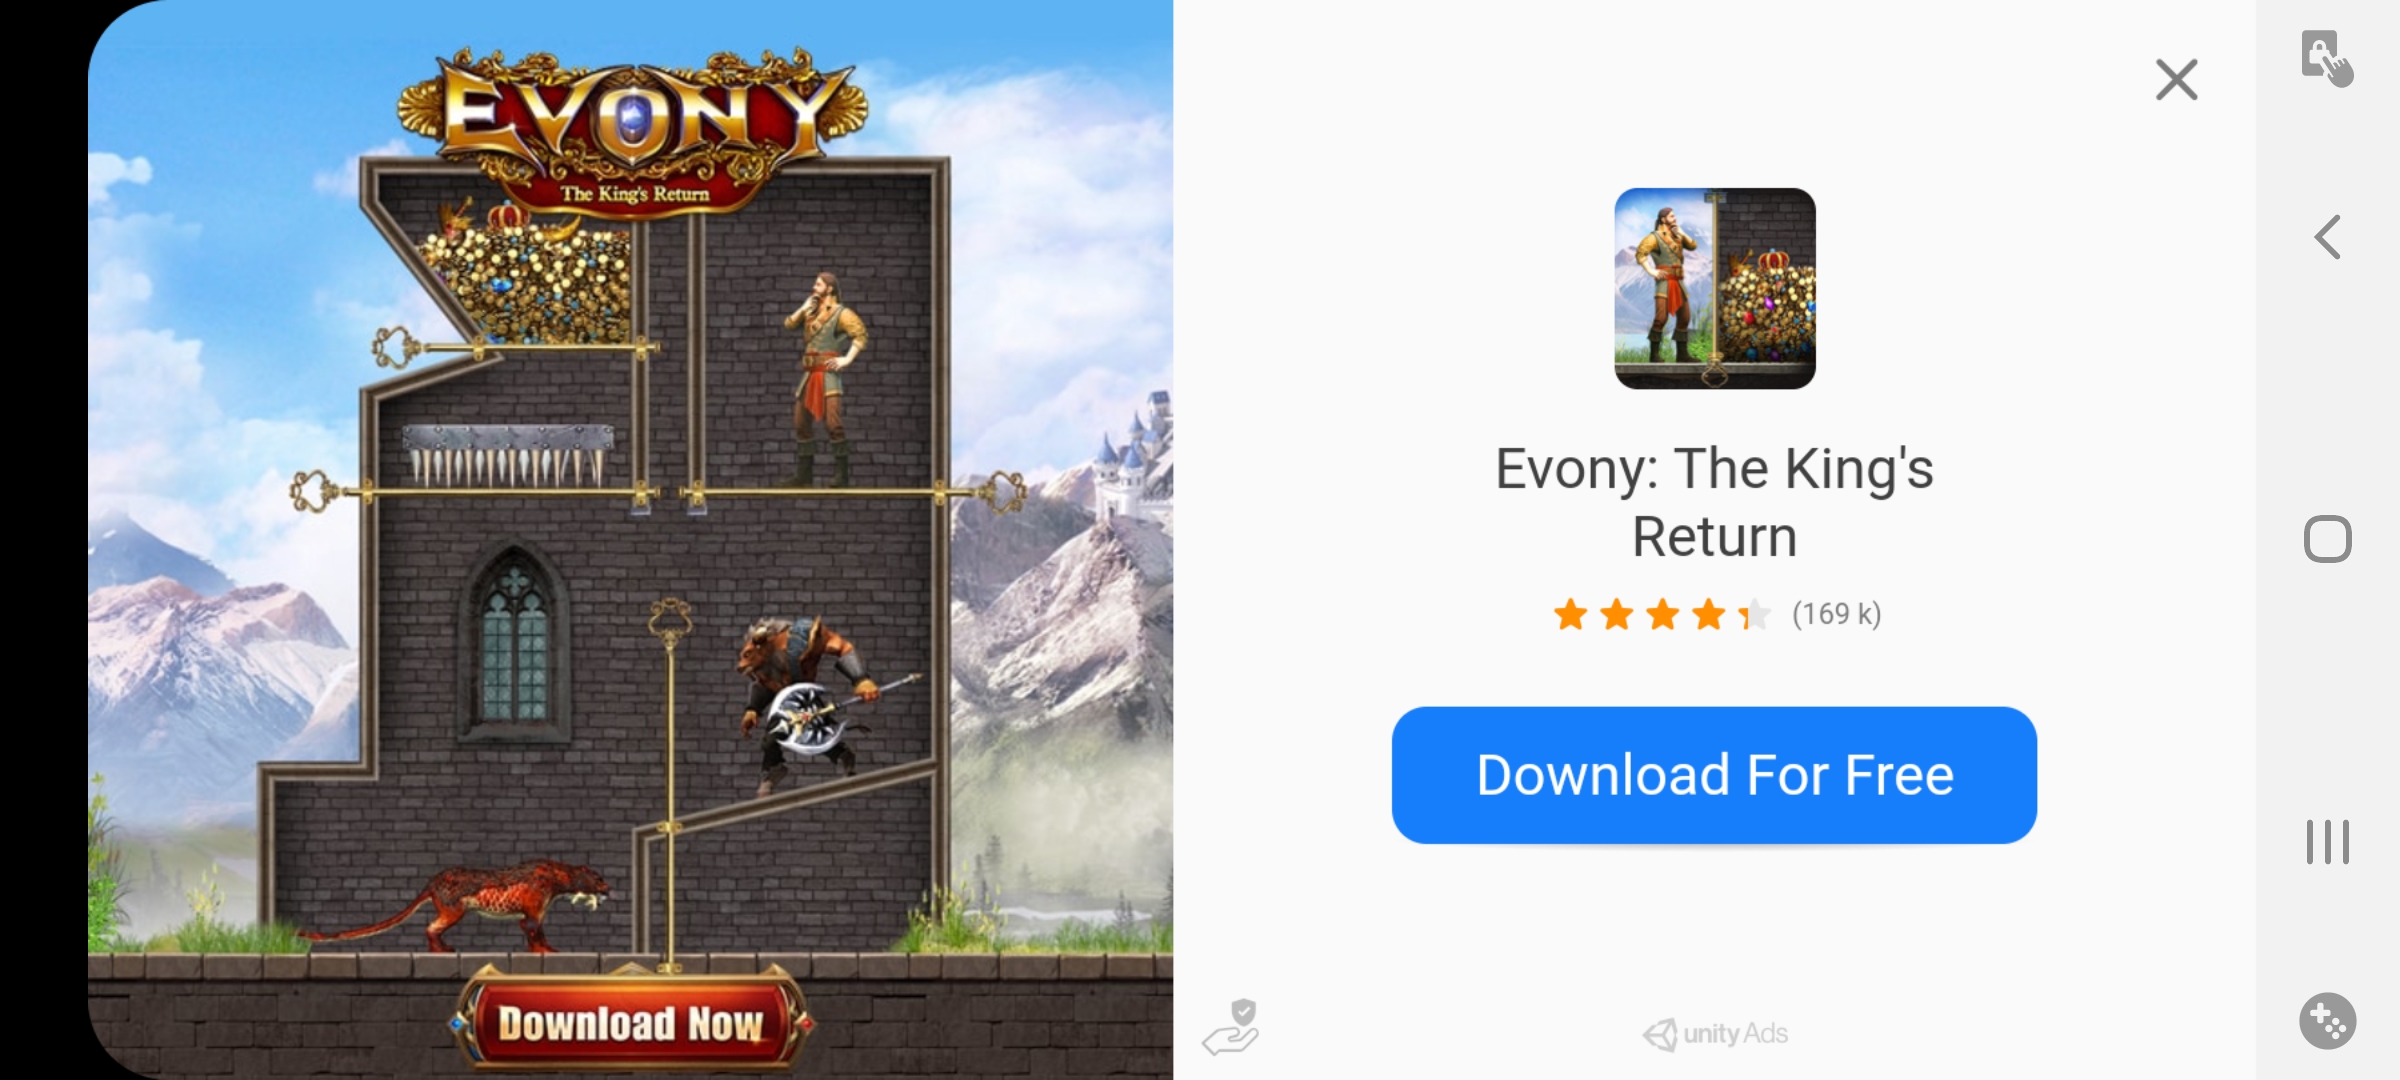 EVONY
The King's Return
Download Now
Evony: The King's
Return
(169 k)
Download For Free
unity Ads